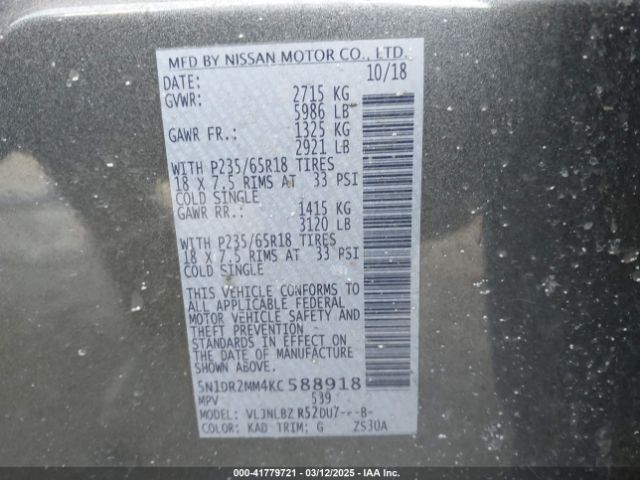 MFD BY NISSAN MOTOR CO., LTD.
DATE: 10/18
GVWR: 2715 KG
5986 LB
GAWR FR.: 1325 KG
2921 LB
WITH P235/65R18 TIRES
18 X 7.5 RIMS AT 33 PSI
COLD SINGLE
GAWR RR.: 1415 KG
3120 LB
WITH P235/65R18 TIRES
18 X 7.5 RIMS AT 33 PSI
COLD SINGLE
THIS VEHICLE CONFORMS TO
ALL APPLICABLE FEDERAL
MOTOR VEHICLE SAFETY AND
THEFT PREVENTION
STANDARDS IN EFFECT ON
THE DATE OF MANUFACTURE
SHOWN ABOVE.
5N1DR2MM4KC588918
MPV 539
MODEL: VLJNLBZ R52DU7---B-
COLOR: KAD TRIM: G ZS30A
000-41779721 - 03/12/2025 - IAA Inc.